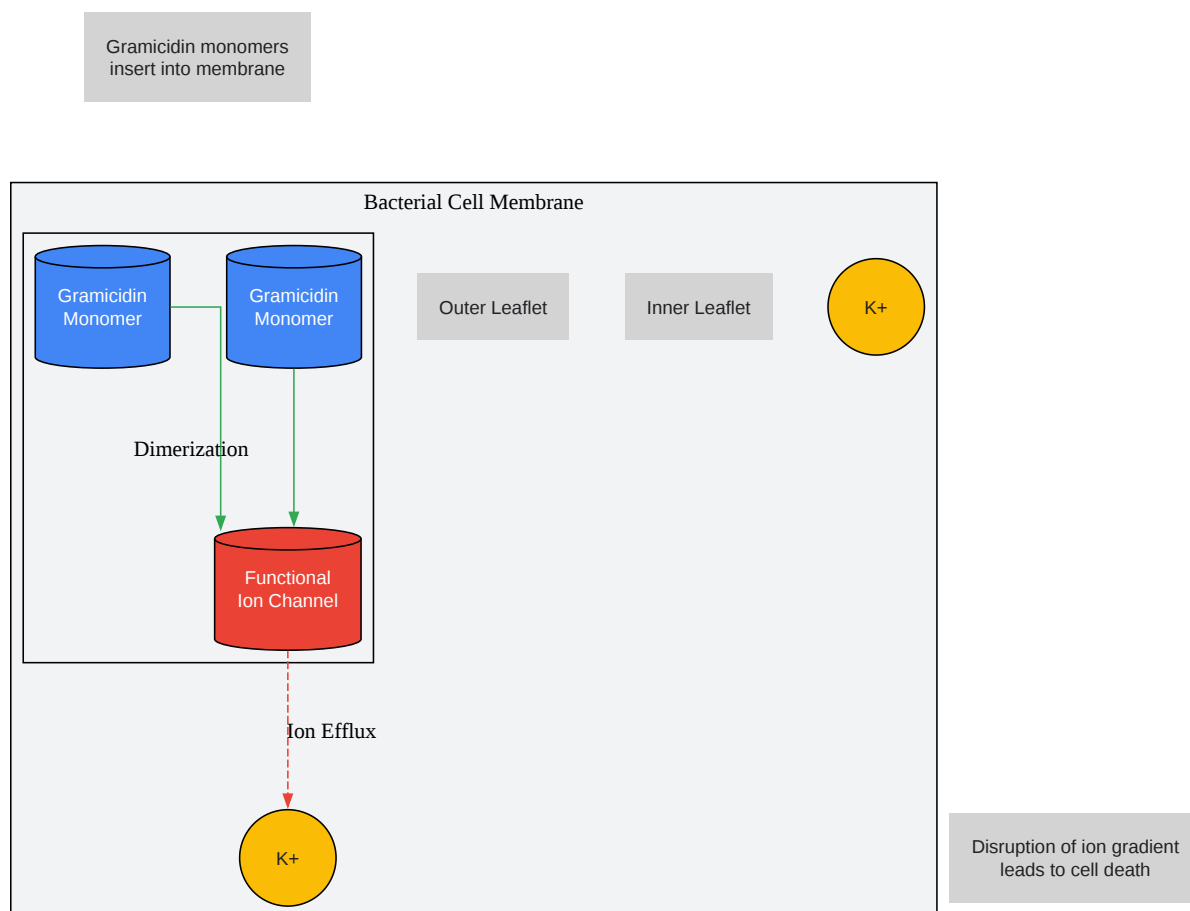 Gramicidin monomers
insert into membrane
Bacterial Cell Membrane
Gramicidin
Monomer
Gramicidin
Monomer
Outer Leaflet
Inner Leaflet
K+
Dimerization
Functional
Ion Channel
Ion Efflux
K+
Disruption of ion gradient
leads to cell death